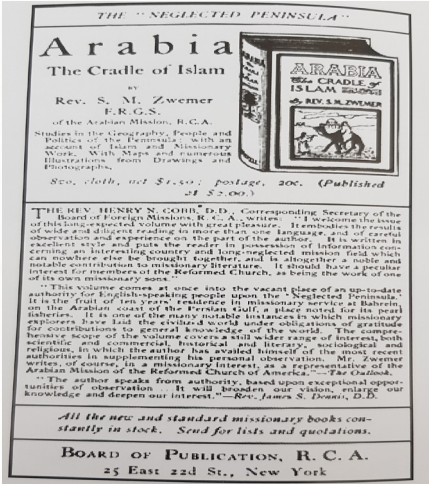 THE "NEGLECTED PENINSULA"
Arabia
The Cradle of Islam
BY
Rev. S. M. Zwemer
F.R.G.S.
of the Arabian Mission, R.C.A.
Studies in the Geography, People and
Politics of the Peninsula; with an
account of Islam and Missionary
Work. With Maps and numerous
Illustrations from Drawings and
Photographs.
ARABIA
THE CRADLE OF
ISLAM
BY REV. S.M. ZWEMER
8vo, cloth, net postage, 20c. (Published
at $2.00.)
THE REV. HENRY N. COBB, D.D., Corresponding Secretary of the
Board of Foreign Missions, R. C. A., writes: "I welcome the issue
of this long-expected volume with great pleasure. It embodies the results
of wide and diligent reading in more than one language, and of careful
observation and experience on the part of the author. It is written in
excellent style and puts the reader in possession of information con-
cerning an interesting country and long-neglected mission field which
can nowhere else be brought together, and is altogether a noble and
notable contribution to missionary literature. It should have a peculiar
interest for members of the Reformed Church, as being the work of one
of its own missionary sons."
"This volume comes at once into the vacant place of an up-to-date
authority for English-speaking people upon the 'Neglected Peninsula.'
It is the fruit of ten years' residence in missionary service at Bahrein,
on the Arabian coast of the Persian Gulf, a place noted for its pearl
fisheries. It is one of the many notable instances in which missionary
explorers have laid the civilized world under obligations of gratitude
for contributions to general knowledge of the world. The compre-
hensive scope of the volume covers a still wider range of interest, both
scientific and commercial, historical and literary, sociological and
religious, in which the author has availed himself of the most recent
authorities in supplementing his personal observation. Mr. Zwemer
writes, of course, in a missionary interest, as a representative of the
Arabian Mission of the Reformed Church of America."—The Outlook.
"The author speaks from authority, based upon exceptional oppor-
tunities of observation. . . It will broaden our vision, enlarge our
knowledge and deepen our interest."—Rev. James S. Dennis, D.D.
All the new and standard missionary books con-
stantly in stock. Send for lists and quotations.
BOARD OF PUBLICATION, R. C. A.
25 East 22d St., New York